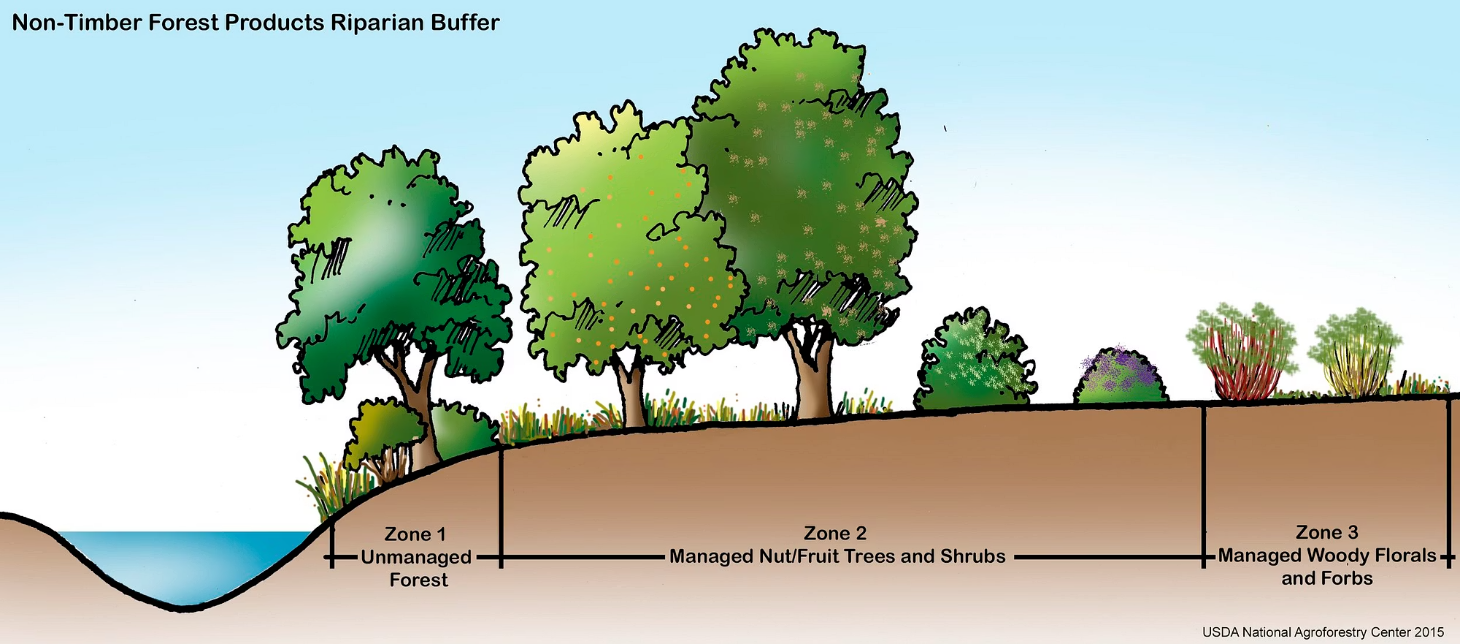 Non-Timber Forest Products Riparian Buffer
Zone 1
Unmanaged
Forest
Zone 2
Managed Nut/Fruit Trees and Shrubs
Zone 3
Managed Woody Florals
and Forbs
USDA National Agroforestry Center 2015